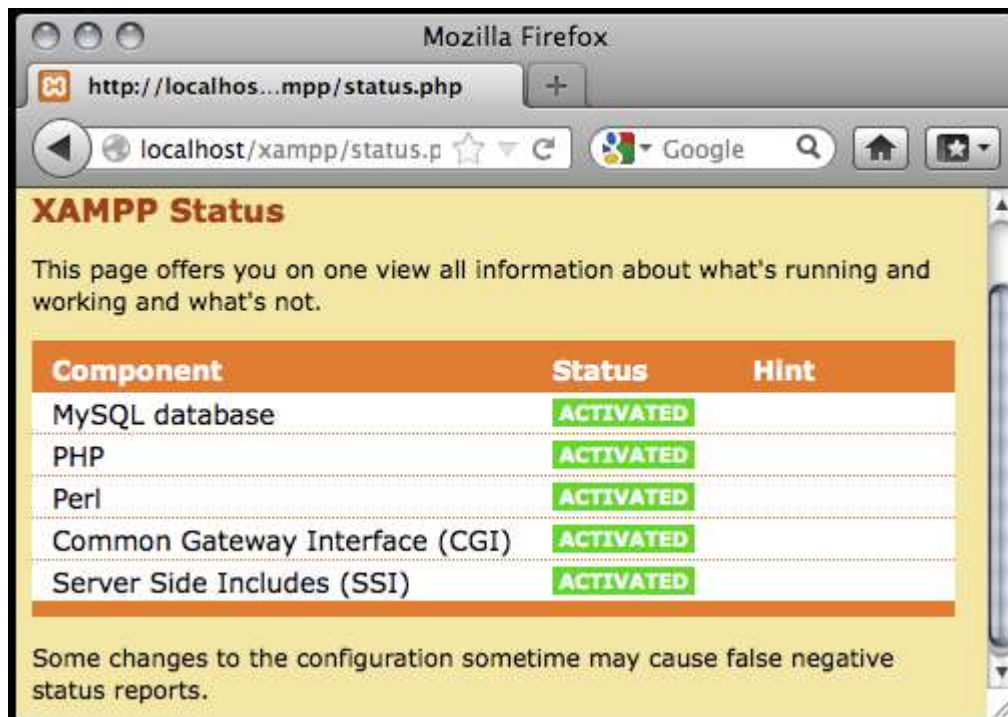 Mozilla Firefox
http://localhos...mpp/status.php
localhost/xampp/status.p
Google
XAMPP Status
This page offers you on one view all information about what's running and
working and what's not.
Component Status Hint
MySQL database ACTIVATED
PHP ACTIVATED
Perl ACTIVATED
Common Gateway Interface (CGI) ACTIVATED
Server Side Includes (SSI) ACTIVATED
Some changes to the configuration sometime may cause false negative
status reports.